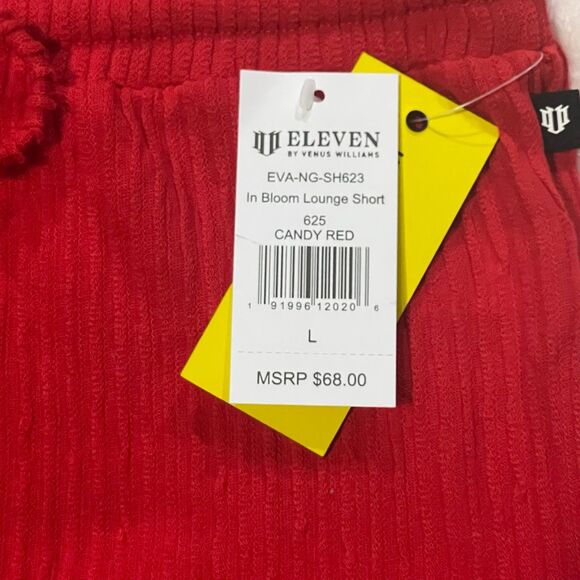 ELEVEN
BY VENUS WILLIAMS
EVA-NG-SH623
In Bloom Lounge Short
625
CANDY RED
1 91996 12020 6
L
MSRP $68.00